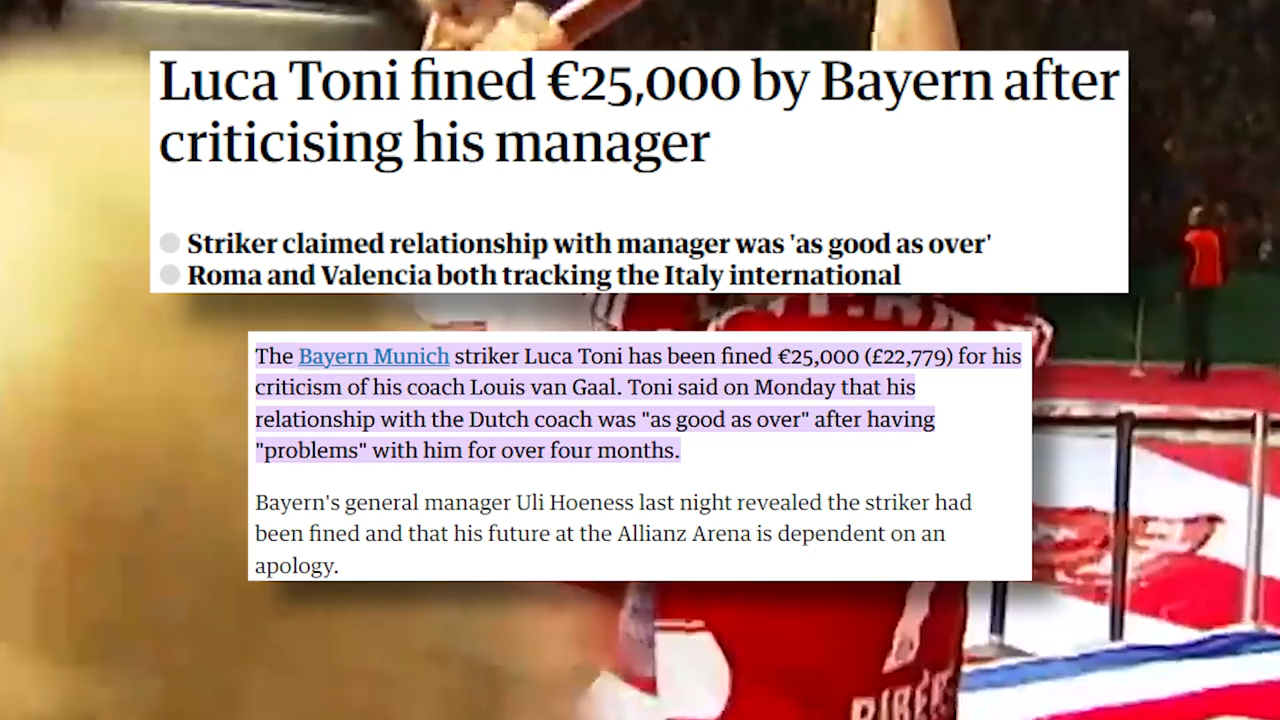 Luca Toni fined €25,000 by Bayern after
criticising his manager
Striker claimed relationship with manager was 'as good as over'
Roma and Valencia both tracking the Italy international
The Bayern Munich striker Luca Toni has been fined €25,000 (£22,779) for his
criticism of his coach Louis van Gaal. Toni said on Monday that his
relationship with the Dutch coach was "as good as over" after having
"problems" with him for over four months.
Bayern's general manager Uli Hoeness last night revealed the striker had
been fined and that his future at the Allianz Arena is dependent on an
apology.